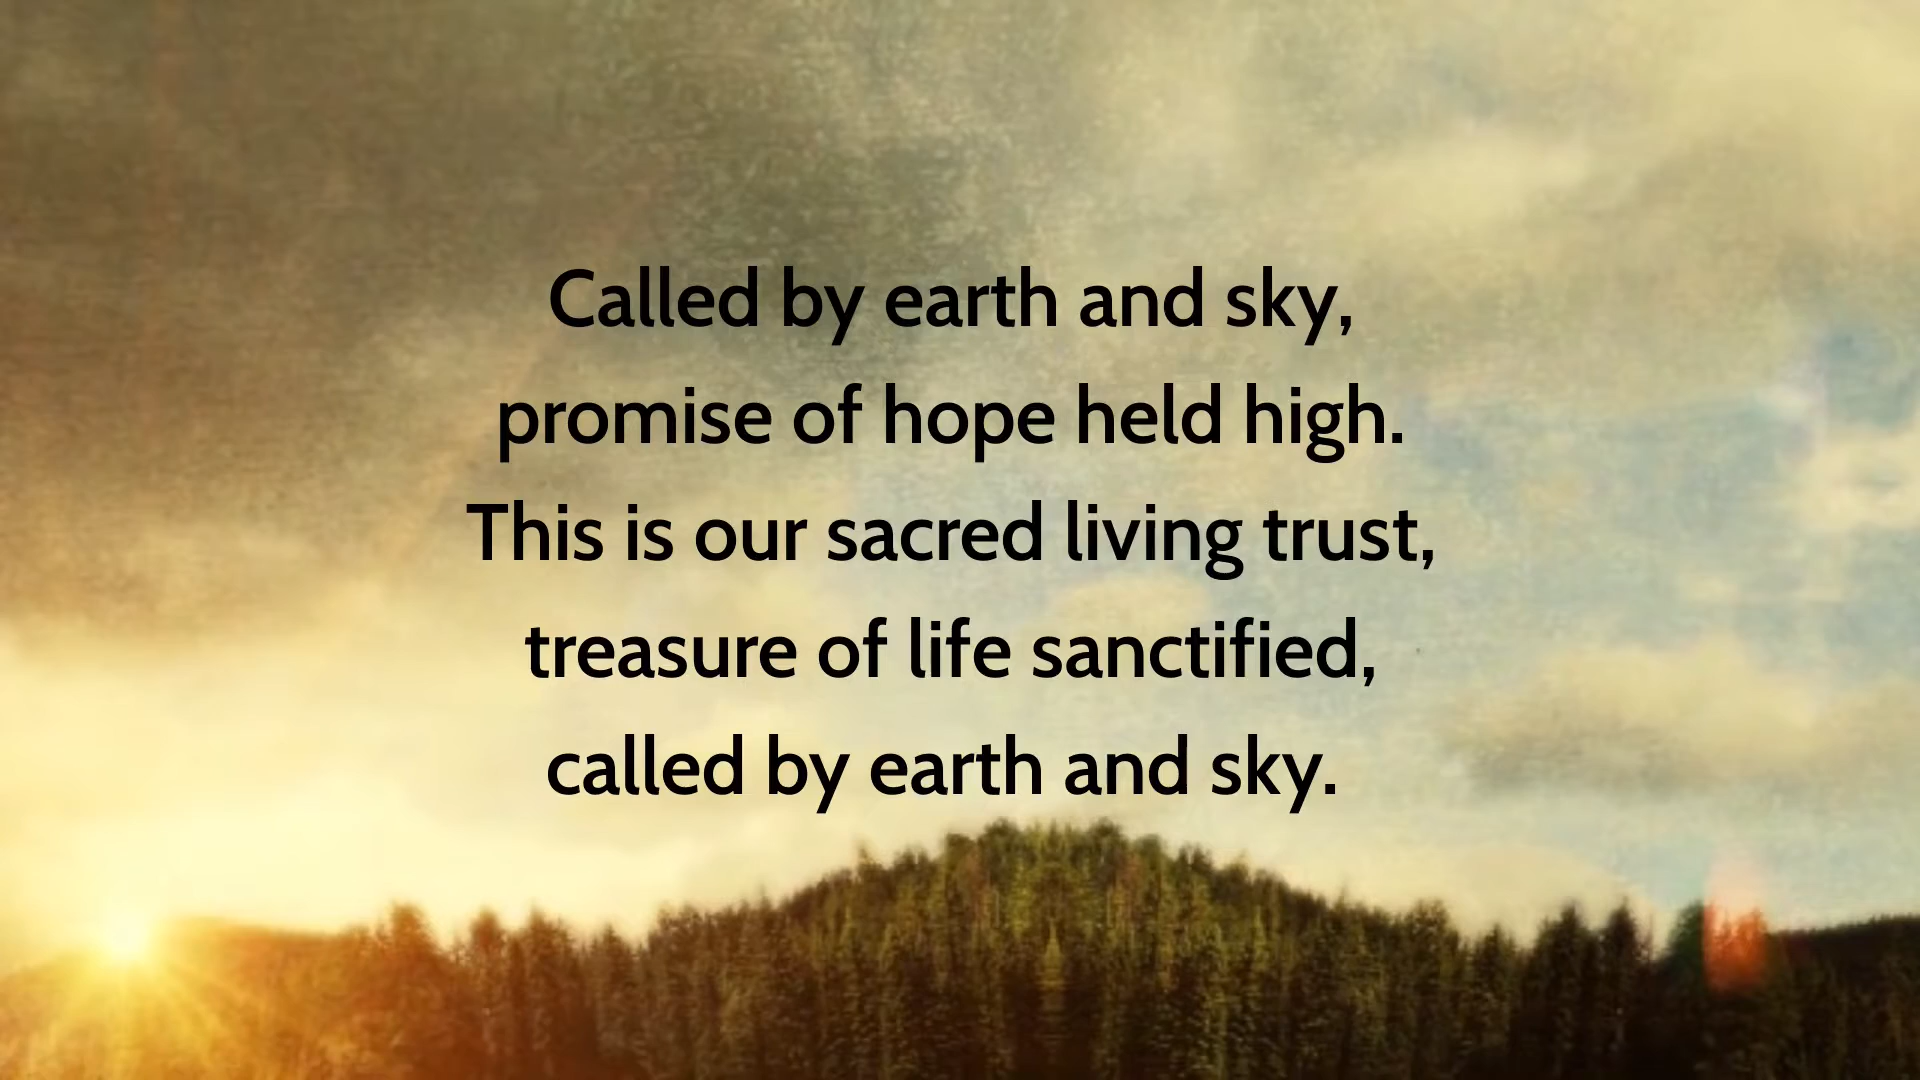 Called by earth and sky,
promise of hope held high.
This is our sacred living trust,
treasure of life sanctified,
called by earth and sky.